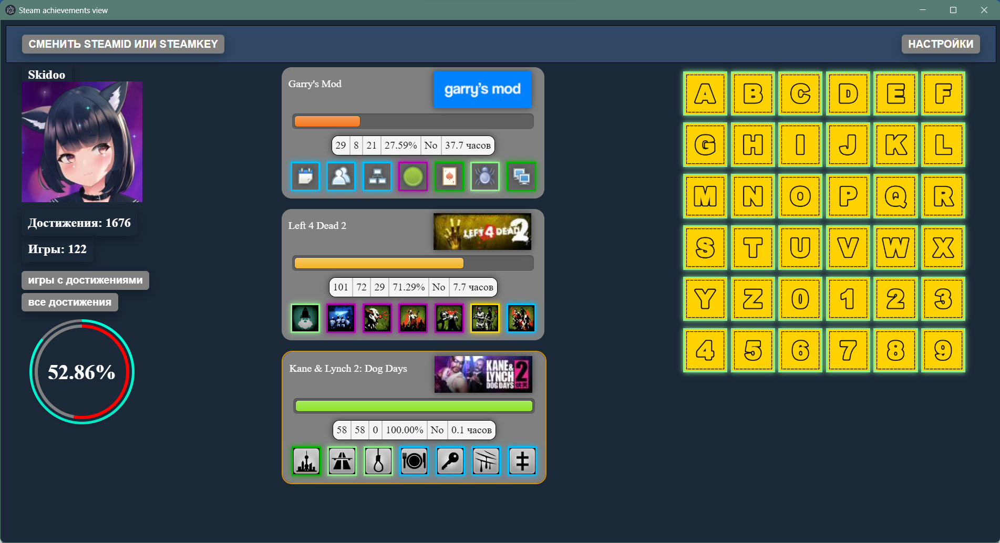 Steam achievements view
СМЕНИТЬ STEAMID ИЛИ STEAMKEY
НАСТРОЙКИ
Skidoo
Достижения: 1676
Игры: 122
игры с достижениями
все достижения
52.86%
Garry's Mod
garry's mod
29 8 21 27.59% No 37.7 часов
Left 4 Dead 2
LEFT 4 DEAD 2
101 72 29 71.29% No 7.7 часов
Kane & Lynch 2: Dog Days
KANE &
LYNCH 2
DOG DAYS
58 58 0 100.00% No 0.1 часов
A B C D E F
G H I J K L
M N O P Q R
S T U V W X
Y Z 0 1 2 3
4 5 6 7 8 9